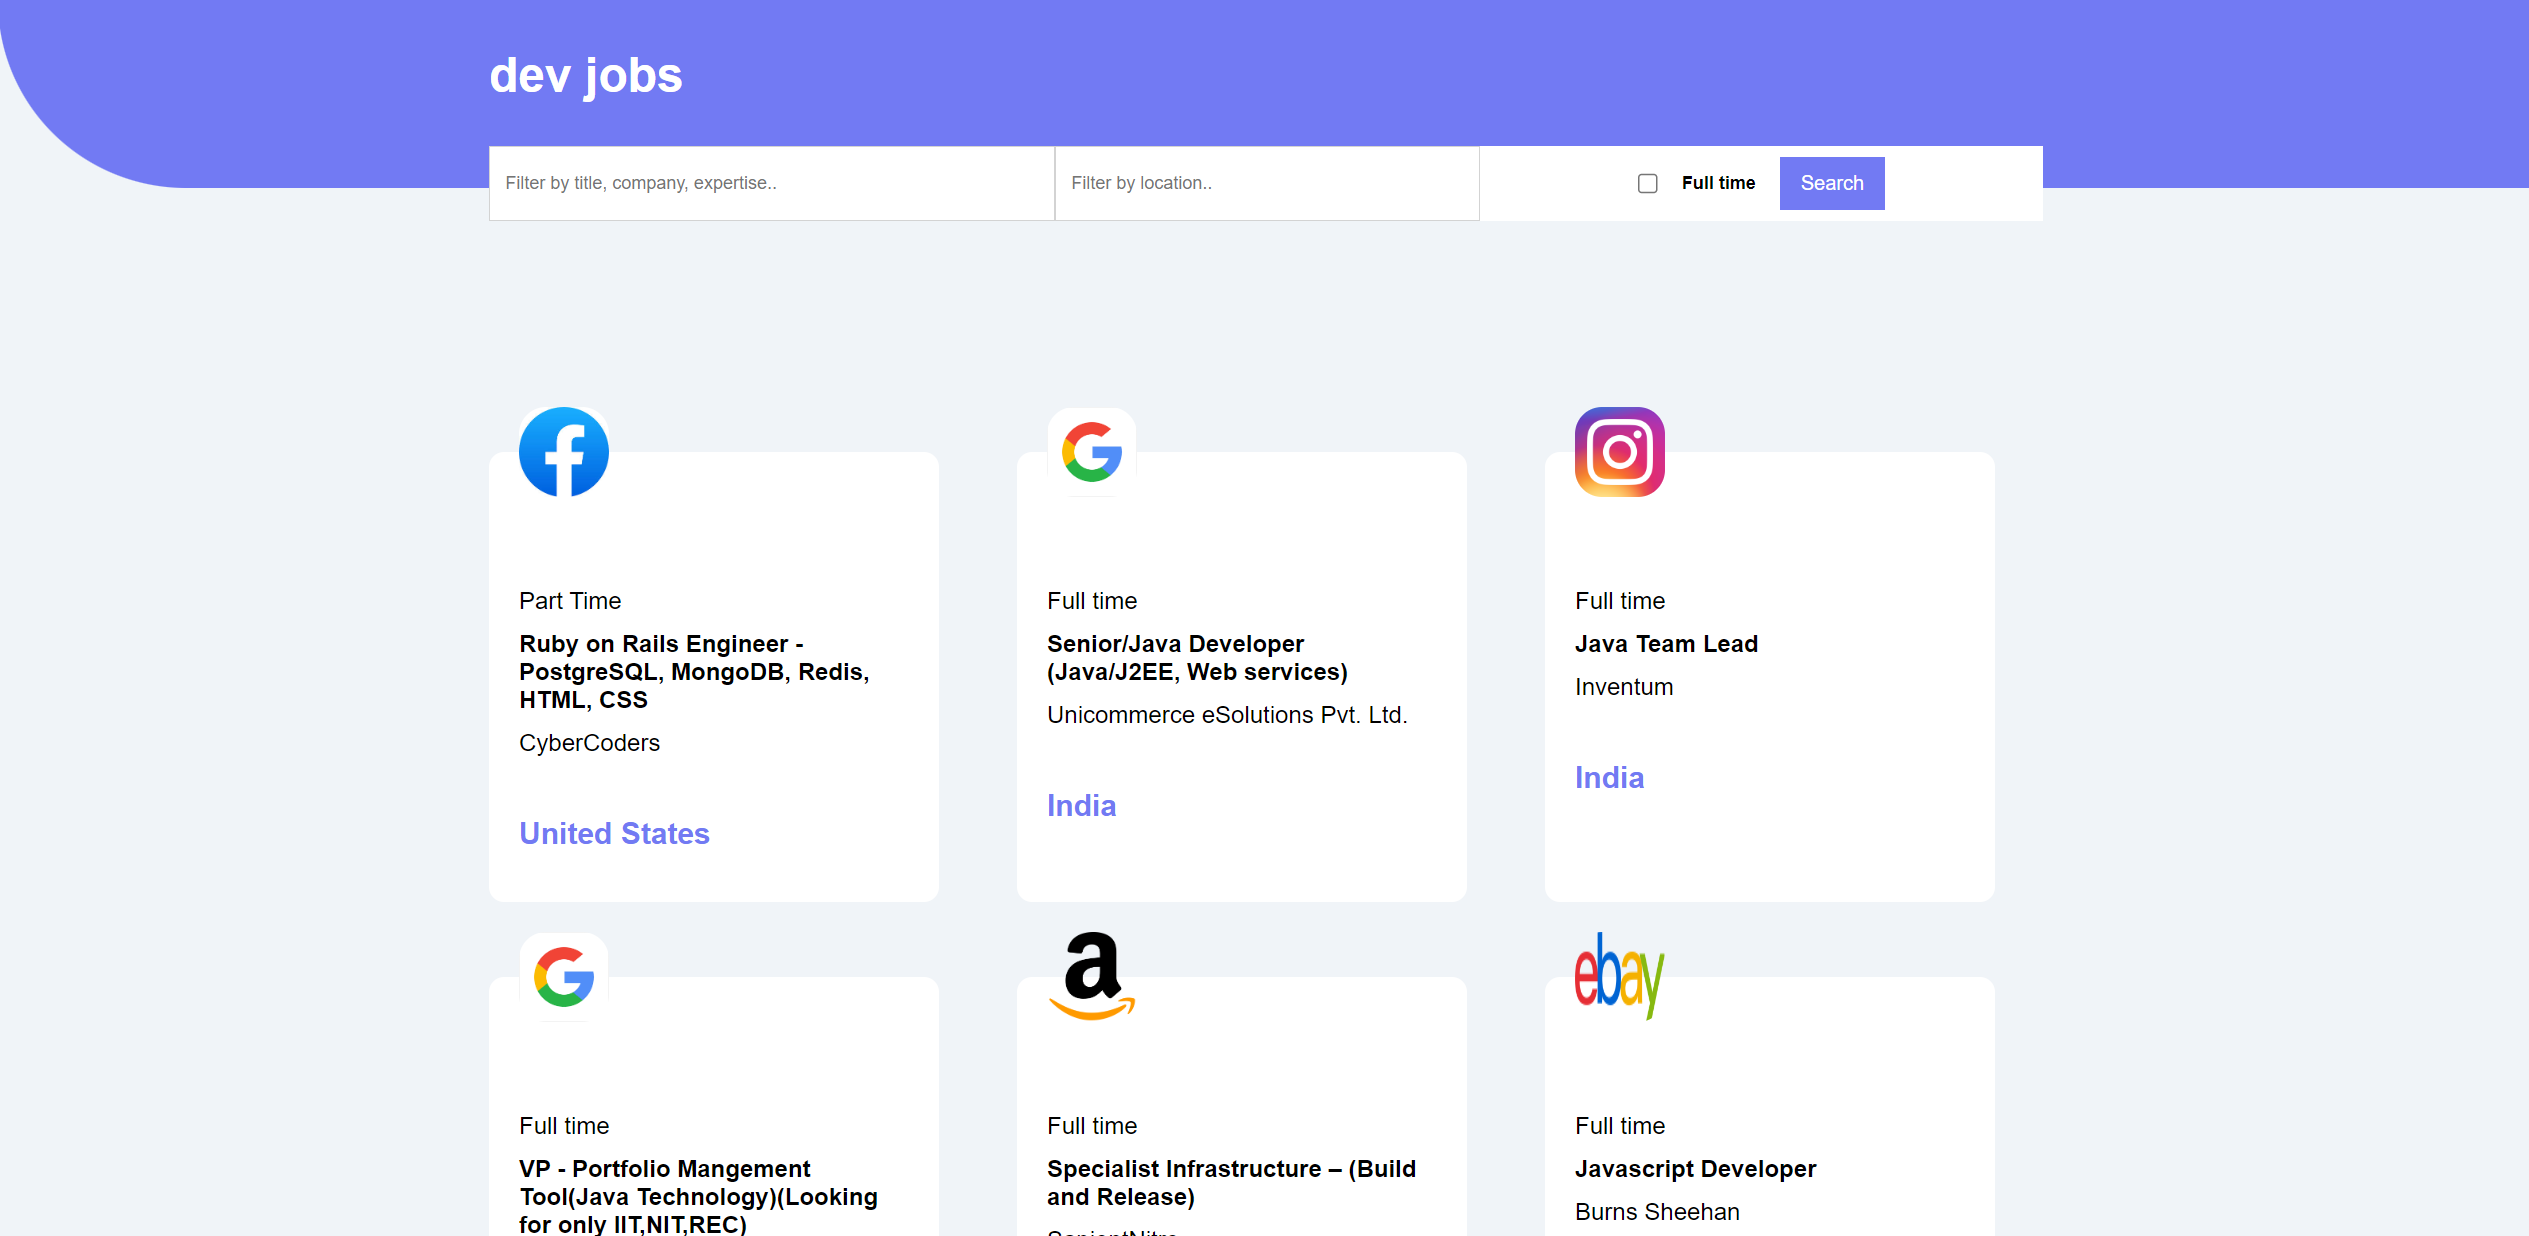 dev jobs
Filter by title, company, expertise..
Filter by location..
Full time
Search
Part Time
Ruby on Rails Engineer -
PostgreSQL, MongoDB, Redis,
HTML, CSS
CyberCoders
United States
Full time
Senior/Java Developer
(Java/J2EE, Web services)
Unicommerce eSolutions Pvt. Ltd.
India
Full time
Java Team Lead
Inventum
India
Full time
VP - Portfolio Mangement
Tool(Java Technology)(Looking
for only IIT,NIT,REC)
a
Full time
Specialist Infrastructure – (Build
and Release)
ebay
Full time
Javascript Developer
Burns Sheehan